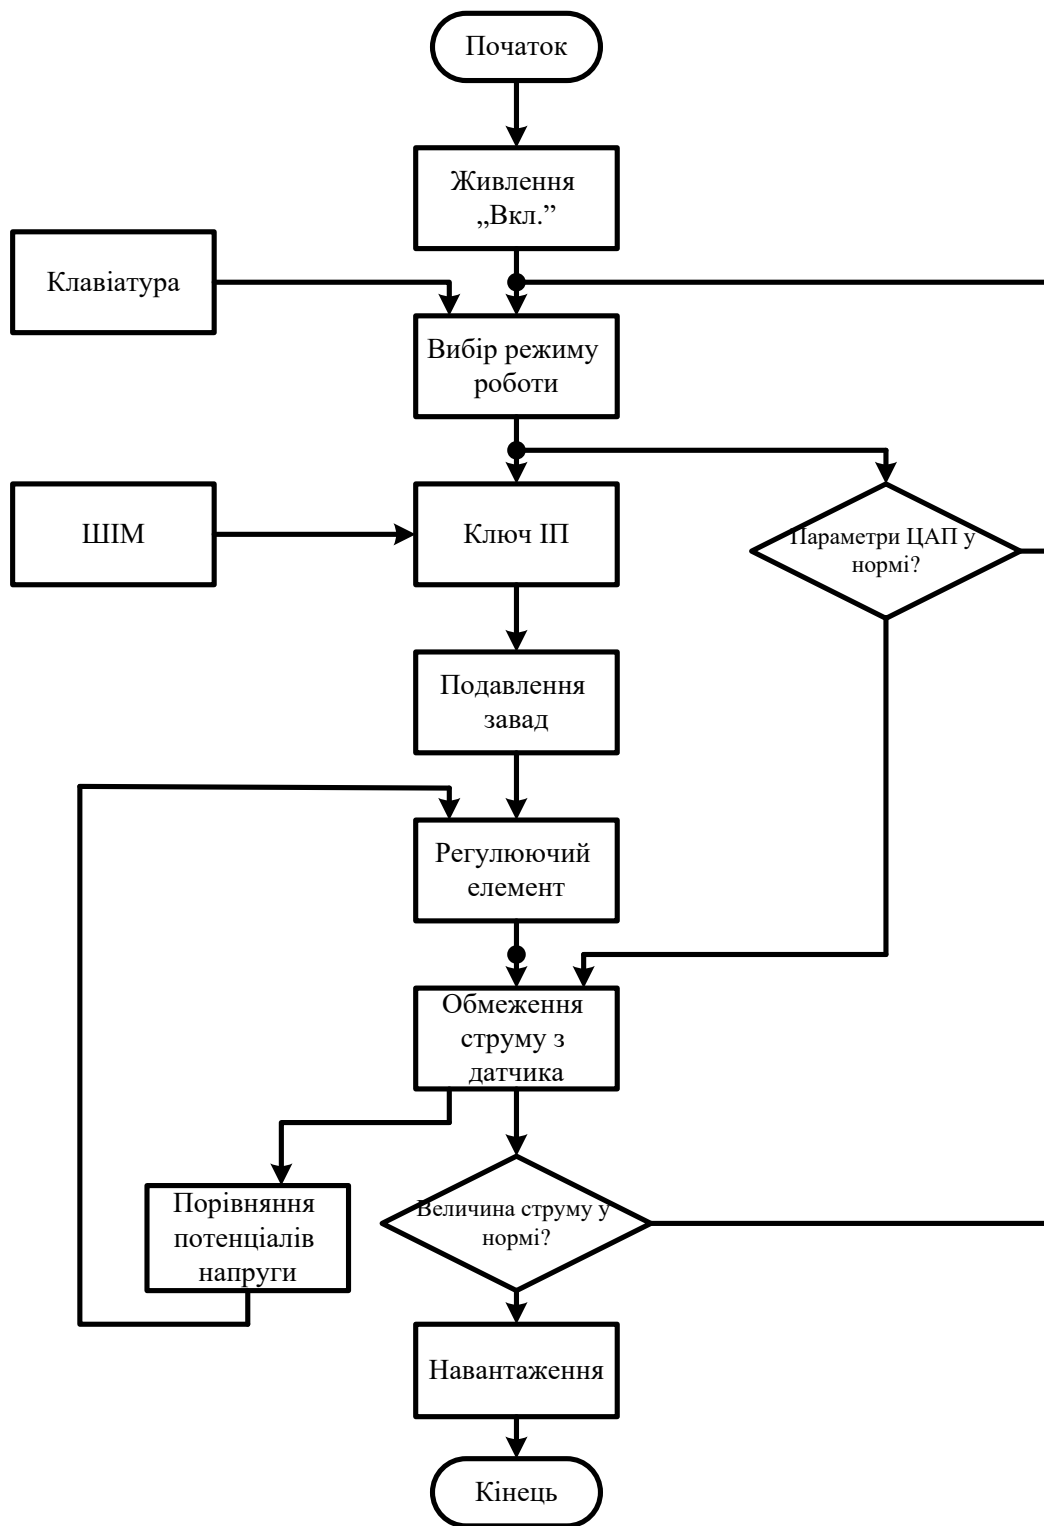 Початок
Живлення
„Вкл.”
Клавіатура
Вибір режиму
роботи
ШІМ
Ключ ІП
Параметри ЦАП у
нормі?
Подавлення
завад
Регулюючий
елемент
Обмеження
струму з
датчика
Порівняння
потенціалів
напруги
Величина струму у
нормі?
Навантаження
Кінець